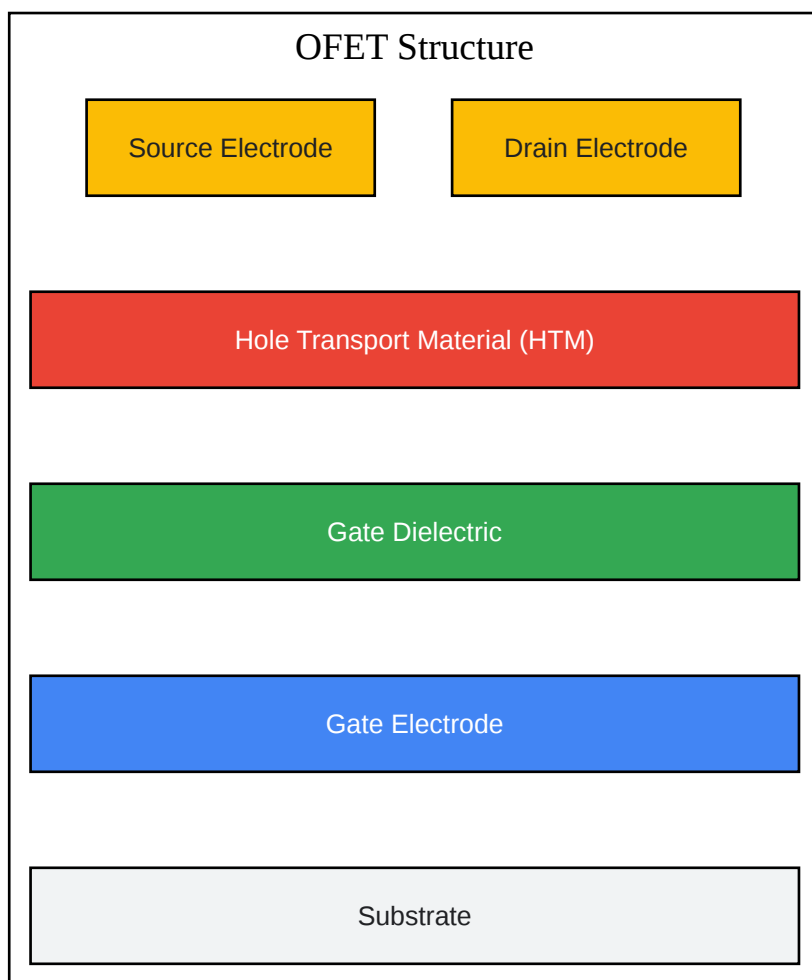 OFET Structure
Source Electrode
Drain Electrode
Hole Transport Material (HTM)
Gate Dielectric
Gate Electrode
Substrate